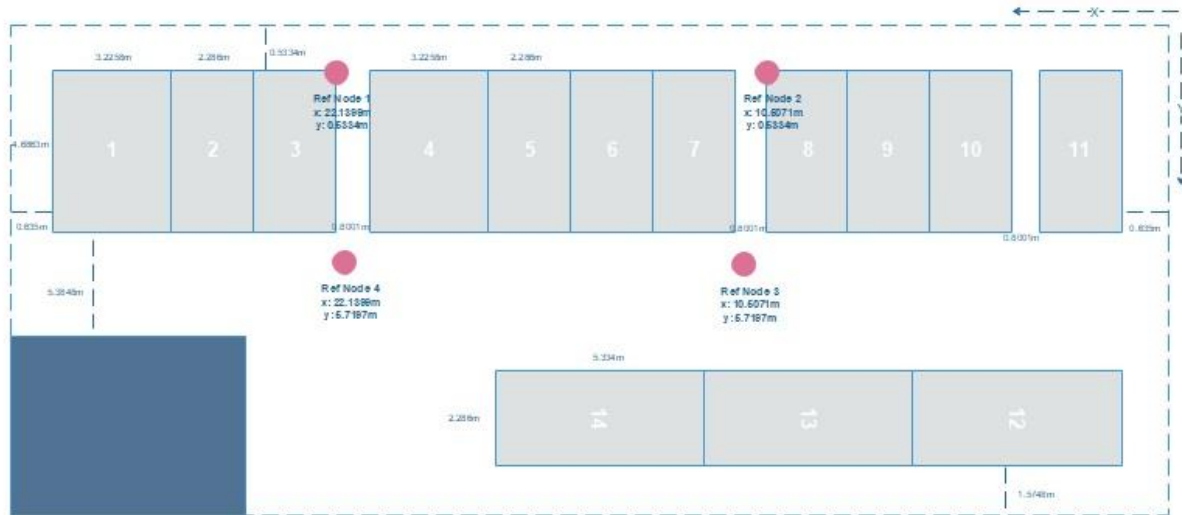 X
Y
3.2258m
2.286m
0.5334m
3.2258m
2.286m
Ref Node 1
x: 22.1399m
y: 0.5334m
Ref Node 2
x: 10.5071m
y: 0.5334m
4.6863m
1
2
3
4
5
6
7
8
9
10
11
0.635m
0.8001m
0.8001m
0.8001m
0.635m
5.3848m
Ref Node 4
x: 22.1399m
y: 5.7197m
Ref Node 3
x: 10.5071m
y: 5.7197m
5.334m
2.286m
14
13
12
1.5748m